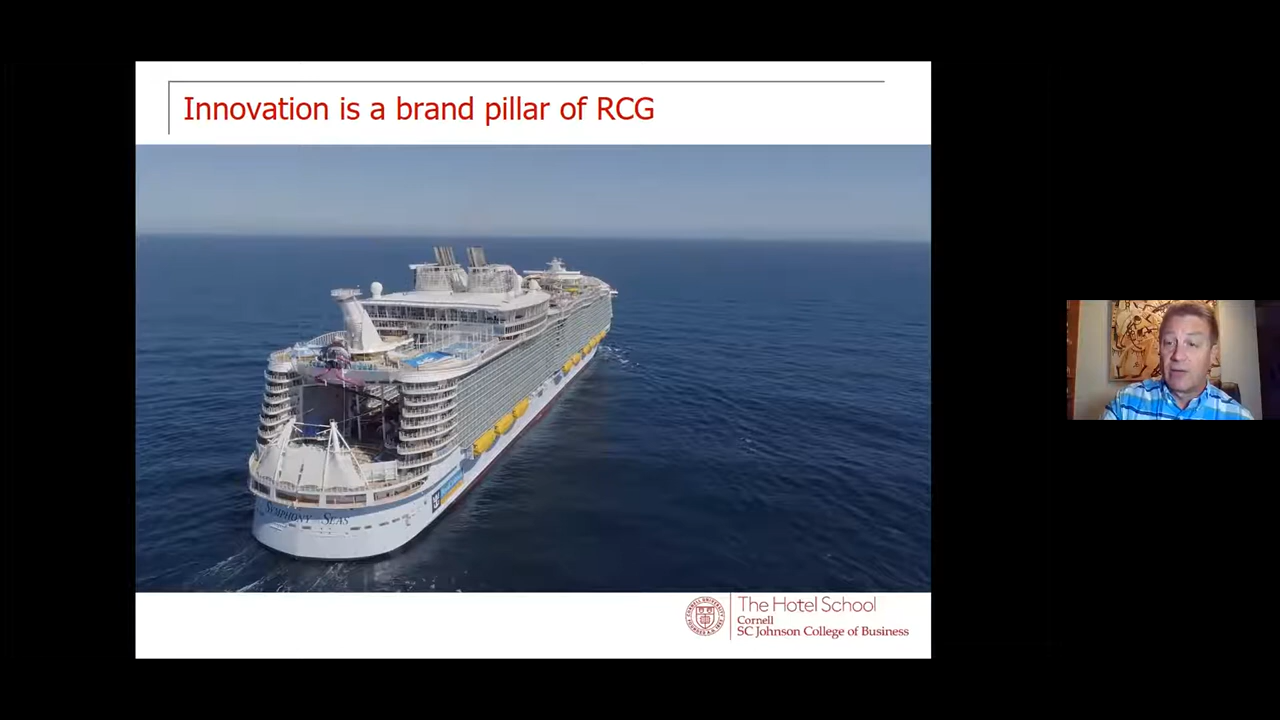 Innovation is a brand pillar of RCG
SYMPHONY SEAS
The Hotel School
Cornell
SC Johnson College of Business